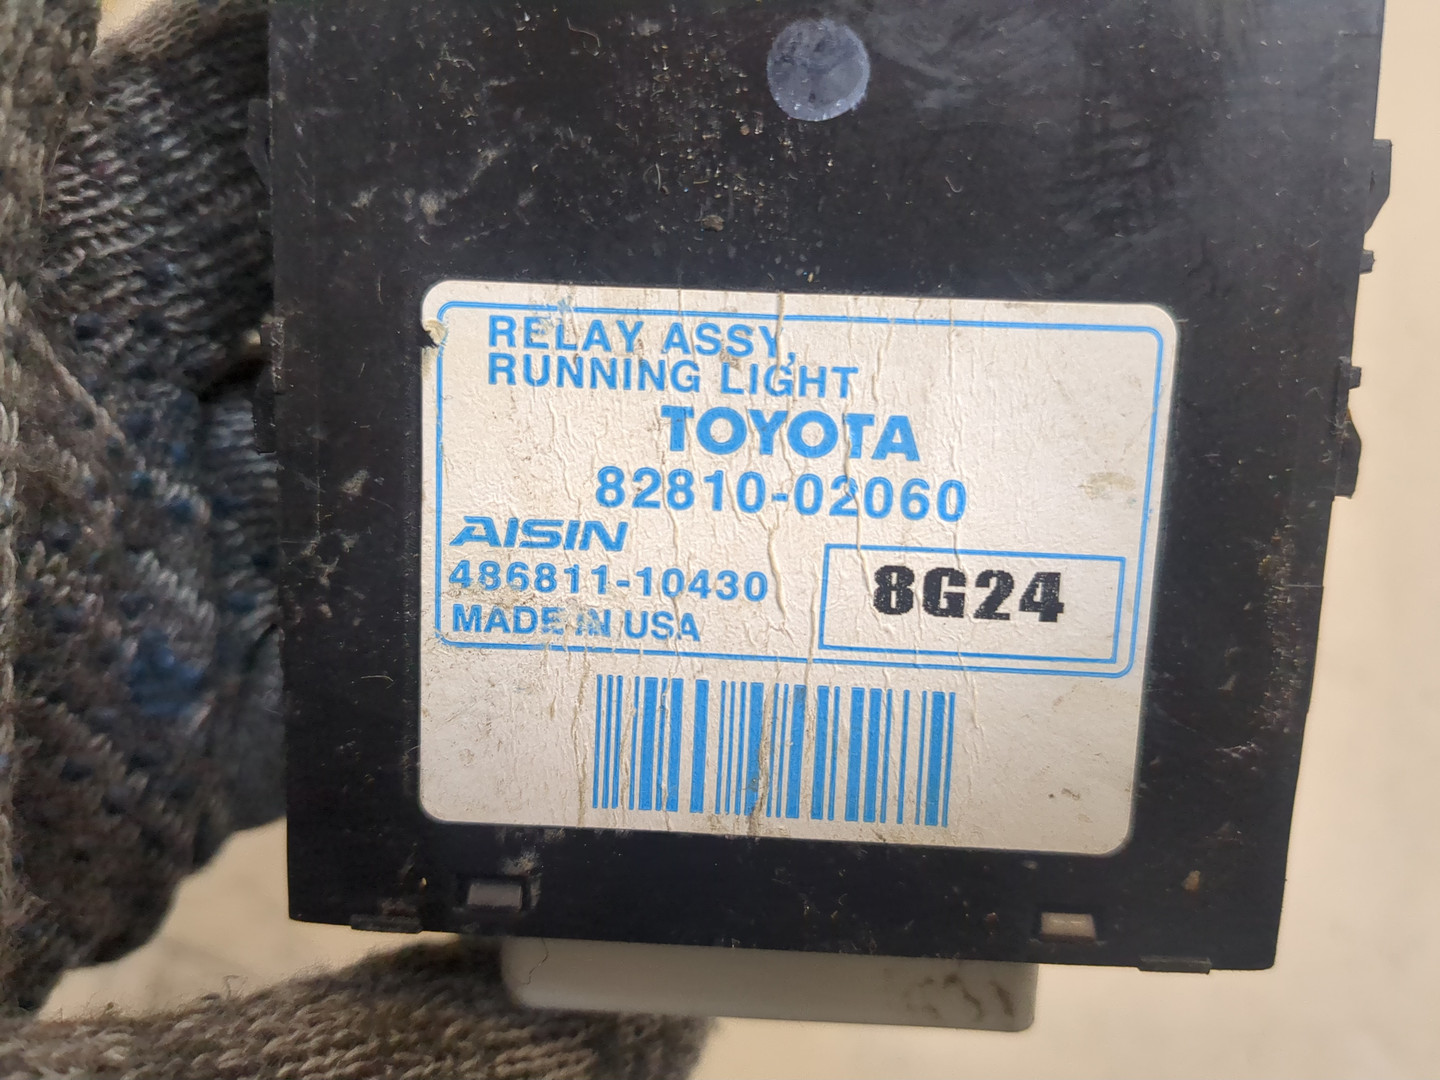 RELAY ASSY,
RUNNING LIGHT
TOYOTA
82810-02060
AISIN
486811-10430
MADE IN USA
8G24